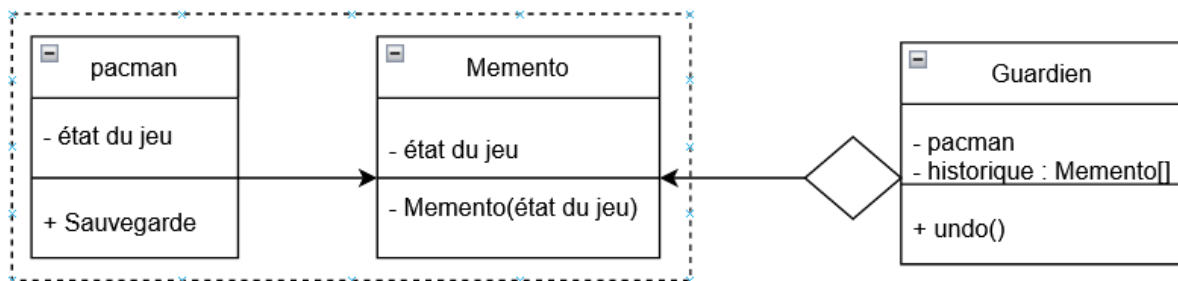 pacman
- état du jeu
+ Sauvegarde
Memento
- état du jeu
- Memento(état du jeu)
Guardien
- pacman
- historique : Memento[]
+ undo()